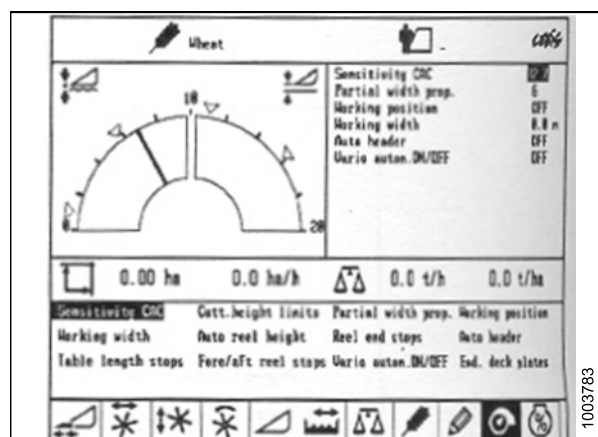 Wheat
-
CEBIS
Sensitivity CAC
Partial width prop. 6
Working position OFF
Working width 0.0 m
Auto header OFF
Vario autom.ON/OFF OFF
10
0
20
0.00 ha 0.0 ha/h 0.0 t/h 0.0 t/ha
Sensitivity CAC Cutt.height limits Partial width prop. Working position
Working width Auto reel height Reel end stops Auto header
Table length stops Fore/aft reel stops Vario autom.ON/OFF End. deck plates
1003783